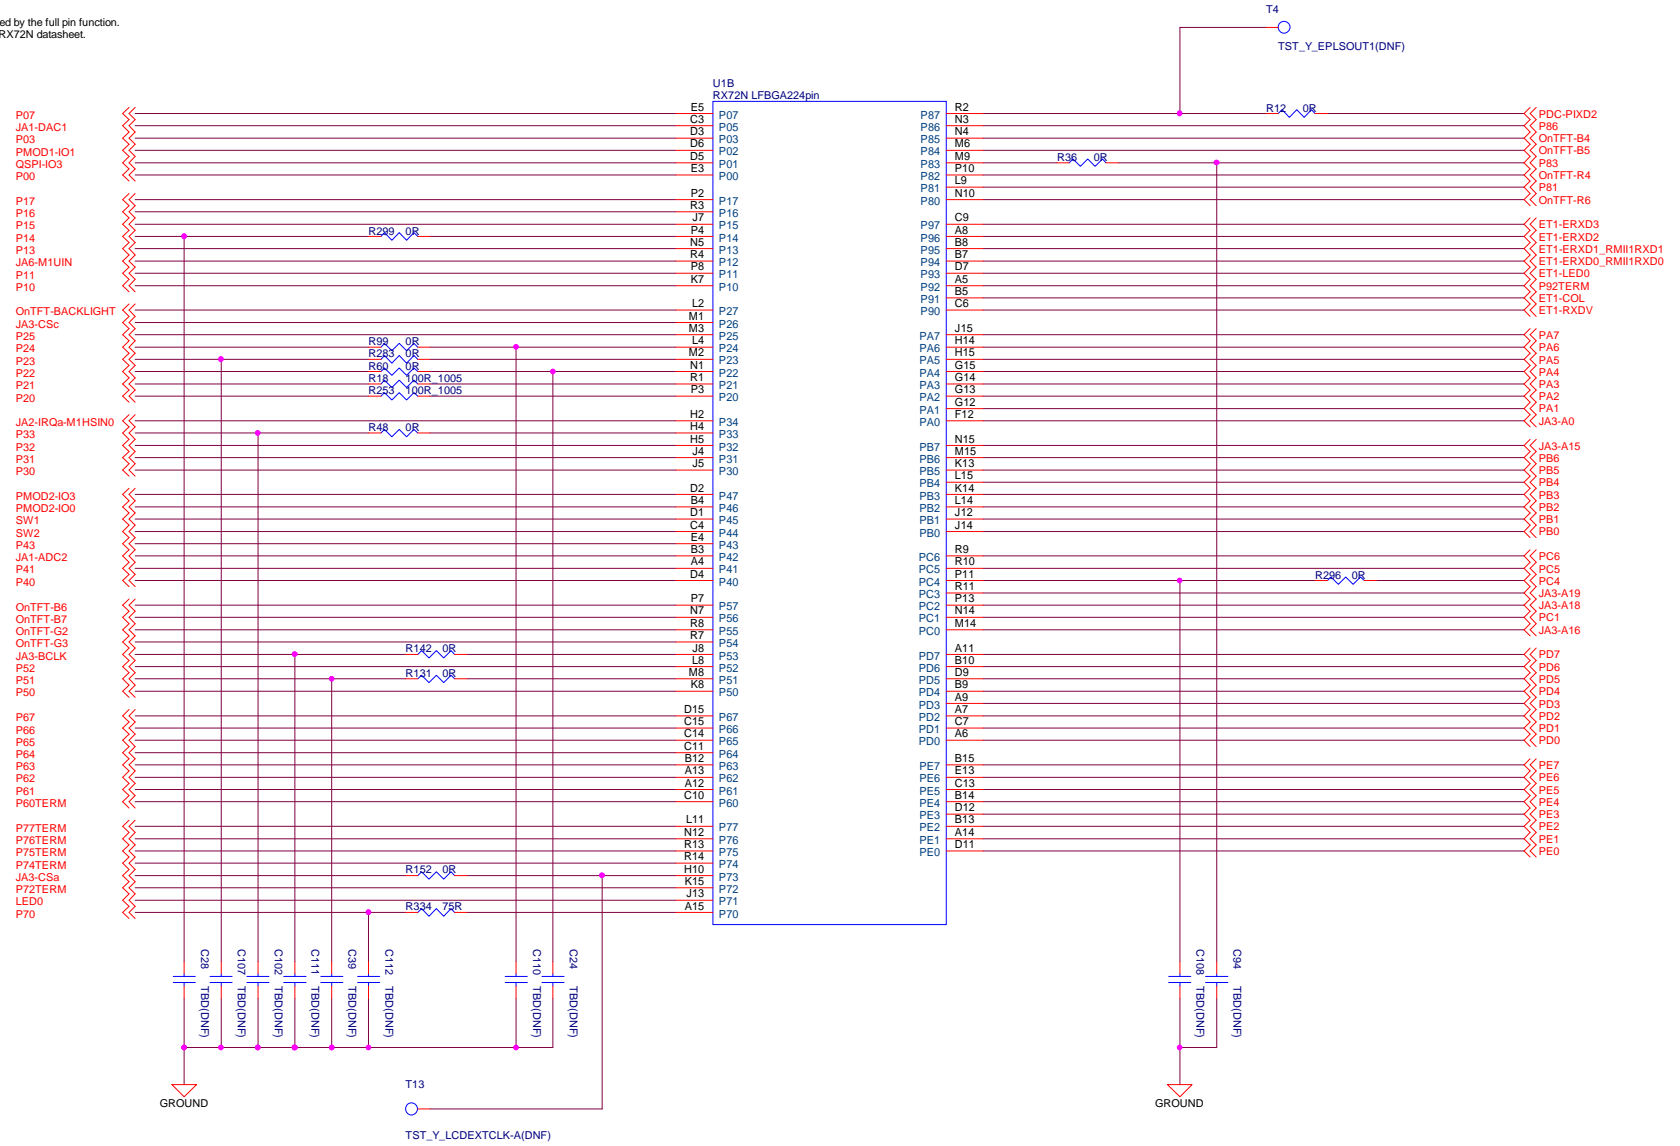 ed by the full pin function.
RX72N datasheet.
T4
TST_Y_EPLSOUT1(DNF)
U1B
RX72N LFBGA224pin
P07 E5 P07
JA1-DAC1 C3 P05
P03 D3 P03
PMOD1-IO1 D6 P02
QSPI-IO3 D5 P01
P00 E3 P00
P17 P2 P17
P16 R3 P16
P15 J7 P15
P14 R299 0R P4 P14
P13 N5 P13
JA6-M1UIN R4 P12
P11 P8 P11
P10 K7 P10
OnTFT-BACKLIGHT L2 P27
JA3-CSc M1 P26
P25 M3 P25
P24 R99 0R L4 P24
P23 R283 0R M2 P23
P22 R60 0R N1 P22
P21 R18 100R_1005 R1 P21
P20 R253 100R_1005 P3 P20
JA2-IRQa-M1HSIN0 H2 P34
P33 R48 0R H4 P33
P32 H5 P32
P31 J4 P31
P30 J5 P30
PMOD2-IO3 D2 P47
PMOD2-IO0 B4 P46
SW1 D1 P45
SW2 C4 P44
P43 E4 P43
JA1-ADC2 B3 P42
P41 A4 P41
P40 D4 P40
OnTFT-B6 P7 P57
OnTFT-B7 N7 P56
OnTFT-G2 R8 P55
OnTFT-G3 R7 P54
JA3-BCLK R142 0R J8 P53
P52 L8 P52
P51 R131 0R M8 P51
P50 K8 P50
P67 D15 P67
P66 C15 P66
P65 C14 P65
P64 C11 P64
P63 B12 P63
P62 A13 P62
P61 A12 P61
P60TERM C10 P60
P77TERM L11 P77
P76TERM N12 P76
P75TERM R13 P75
P74TERM R14 P74
JA3-CSa R152 0R H10 P73
P72TERM K15 P72
LED0 J13 P71
P70 R334 75R A15 P70
P87 R2 R12 0R PDC-PIXD2
P86 N3 P86
P85 N4 OnTFT-B4
P84 M6 OnTFT-B5
P83 M9 R36 0R P83
P82 P10 OnTFT-R4
P81 L9 P81
P80 N10 OnTFT-R6
P97 C9 ET1-ERXD3
P96 A8 ET1-ERXD2
P95 B8 ET1-ERXD1_RMII1RXD1
P94 B7 ET1-ERXD0_RMII1RXD0
P93 D7 ET1-LED0
P92 A5 P92TERM
P91 B5 ET1-COL
P90 C6 ET1-RXDV
PA7 J15 PA7
PA6 H14 PA6
PA5 H15 PA5
PA4 G15 PA4
PA3 G14 PA3
PA2 G13 PA2
PA1 G12 PA1
PA0 F12 JA3-A0
PB7 N15 JA3-A15
PB6 M15 PB6
PB5 K13 PB5
PB4 L15 PB4
PB3 K14 PB3
PB2 L14 PB2
PB1 J12 PB1
PB0 J14 PB0
PC6 R9 PC6
PC5 R10 PC5
PC4 P11 R296 0R PC4
PC3 R11 JA3-A19
PC2 P13 JA3-A18
PC1 N14 PC1
PC0 M14 JA3-A16
PD7 A11 PD7
PD6 B10 PD6
PD5 D9 PD5
PD4 B9 PD4
PD3 A9 PD3
PD2 A7 PD2
PD1 C7 PD1
PD0 A6 PD0
PE7 B15 PE7
PE6 E13 PE6
PE5 C13 PE5
PE4 B14 PE4
PE3 D12 PE3
PE2 B13 PE2
PE1 A14 PE1
PE0 D11 PE0
C28 TBD(DNF)
C107 TBD(DNF)
C102 TBD(DNF)
C111 TBD(DNF)
C39 TBD(DNF)
C112 TBD(DNF)
C110 TBD(DNF)
C24 TBD(DNF)
C108 TBD(DNF)
C94 TBD(DNF)
GROUND
GROUND
T13
TST_Y_LCDEXTCLK-A(DNF)